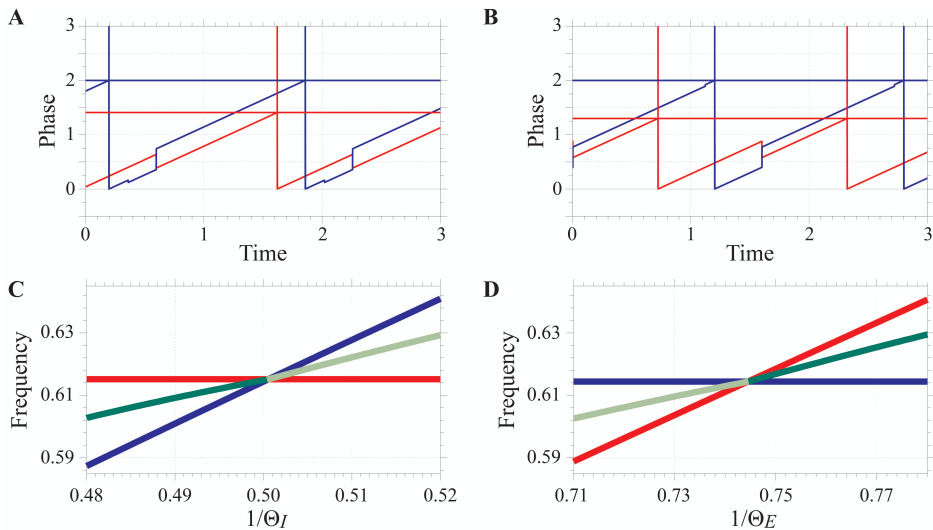 A
B
3
2
1
0
Phase
0
1
2
3
Time
3
2
1
0
Phase
0
1
2
3
Time
C
D
0.63
0.61
0.59
Frequency
0.48
0.49
0.50
0.51
0.52
1/Θ_I
0.63
0.61
0.59
Frequency
0.71
0.73
0.75
0.77
1/Θ_E